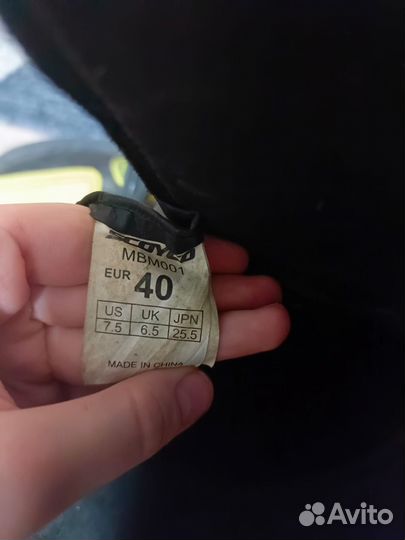 SCOYCO
MBM001
EUR 40
US UK JPN
7.5 6.5 25.5
MADE IN CHINA
Avito